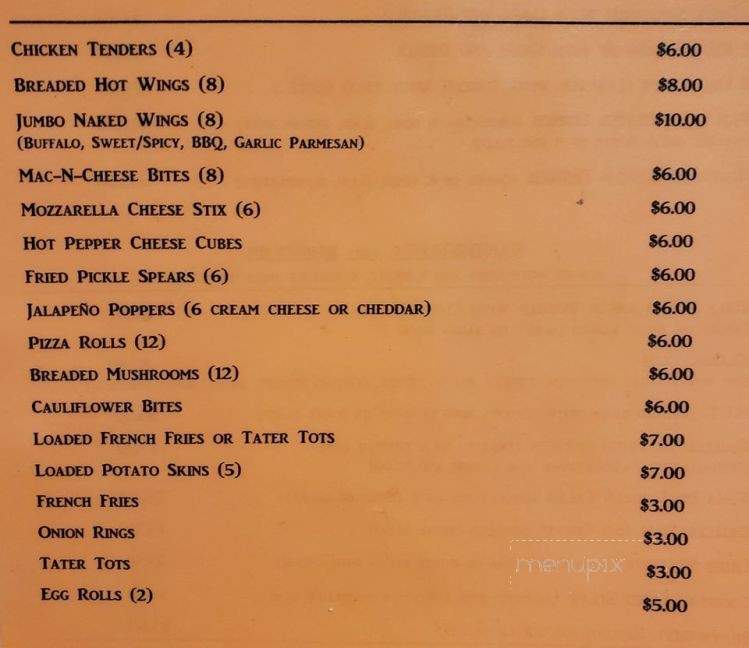 Chicken Tenders (4) $6.00
Breaded Hot Wings (8) $8.00
Jumbo Naked Wings (8) $10.00
(Buffalo, Sweet/Spicy, BBQ, Garlic Parmesan)
Mac-N-Cheese Bites (8) $6.00
Mozzarella Cheese Stix (6) $6.00
Hot Pepper Cheese Cubes $6.00
Fried Pickle Spears (6) $6.00
Jalapeño Poppers (6 cream cheese or cheddar) $6.00
Pizza Rolls (12) $6.00
Breaded Mushrooms (12) $6.00
Cauliflower Bites $6.00
Loaded French Fries or Tater Tots $7.00
Loaded Potato Skins (5) $7.00
French Fries $3.00
Onion Rings $3.00
menupix
Tater Tots $3.00
Egg Rolls (2) $5.00